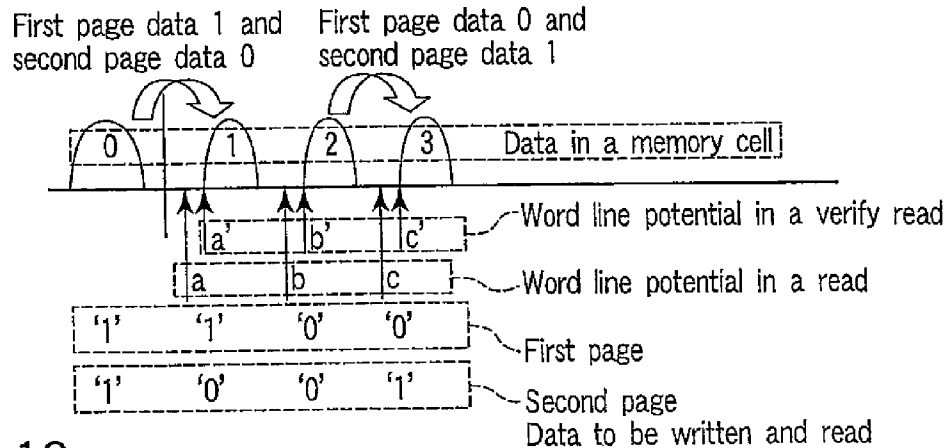 First page data 1 and
second page data 0
First page data 0 and
second page data 1
0 1 2 3 Data in a memory cell
a' b' c' Word line potential in a verify read
a b c Word line potential in a read
'1' '1' '0' '0'
First page
'1' '0' '0' '1'
Second page
Data to be written and read